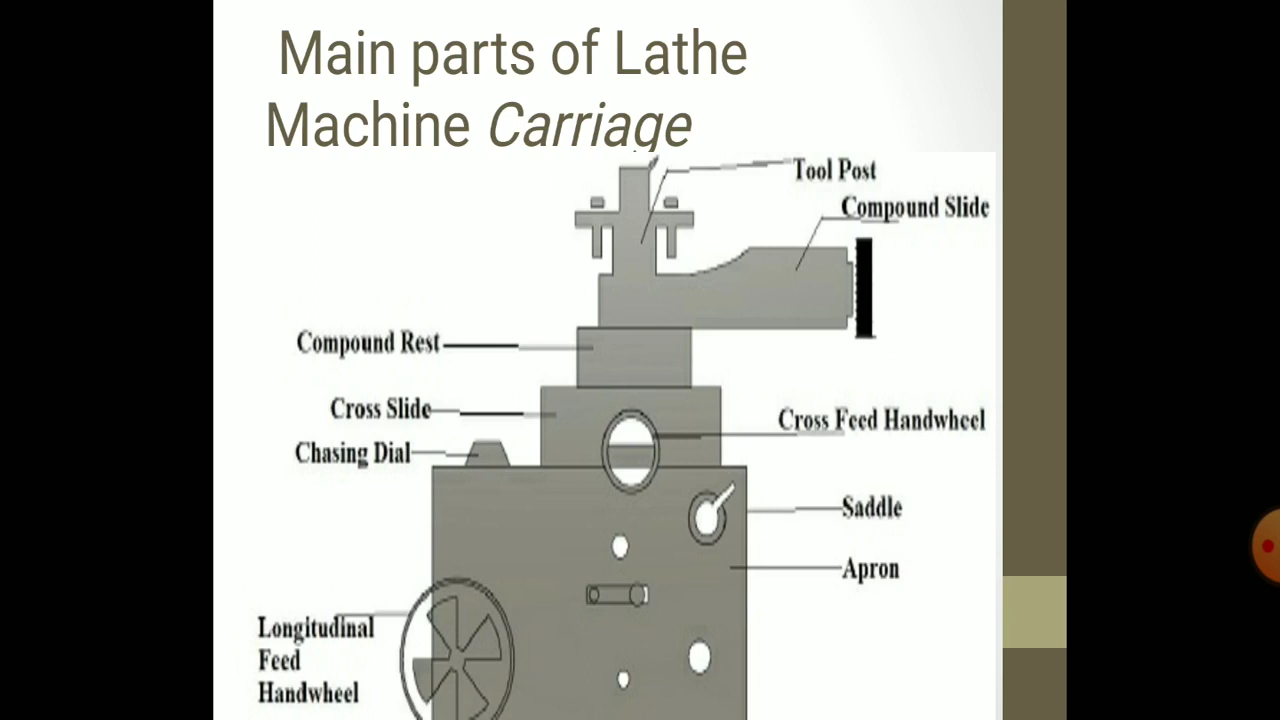 Main parts of Lathe
Machine Carriage
Tool Post
Compound Slide
Compound Rest
Cross Slide
Cross Feed Handwheel
Chasing Dial
Saddle
Apron
Longitudinal
Feed
Handwheel